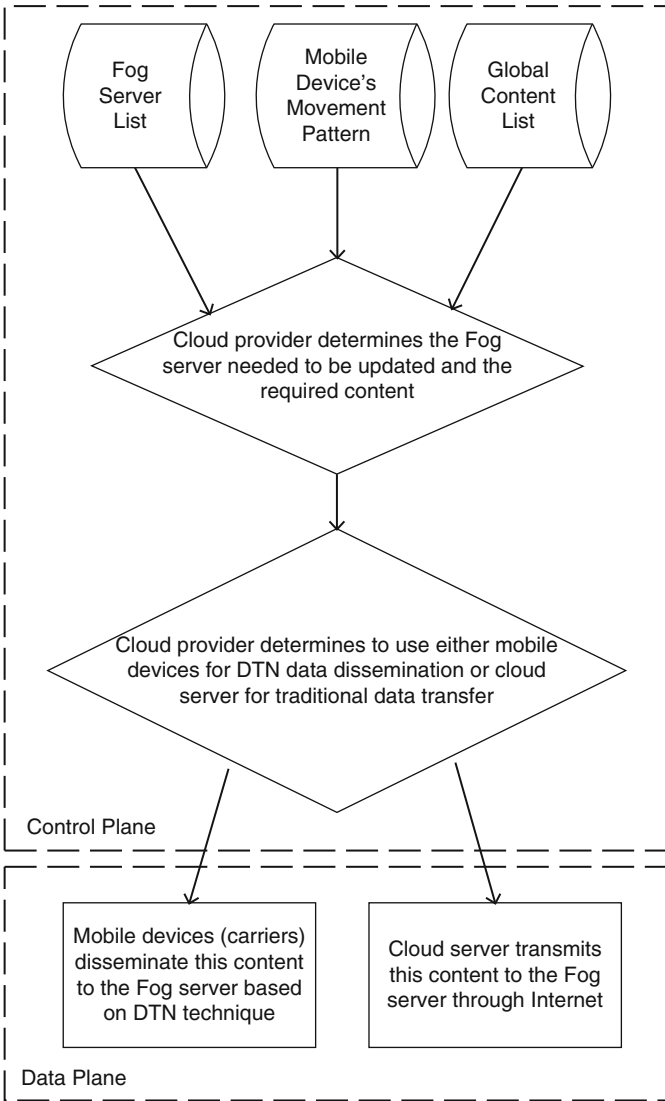 Fog
Server
List
Mobile
Device's
Movement
Pattern
Global
Content
List
Cloud provider determines the Fog
server needed to be updated and the
required content
Cloud provider determines to use either mobile
devices for DTN data dissemination or cloud
server for traditional data transfer
Control Plane
Mobile devices (carriers)
disseminate this content
to the Fog server based
on DTN technique
Cloud server transmits
this content to the Fog
server through Internet
Data Plane